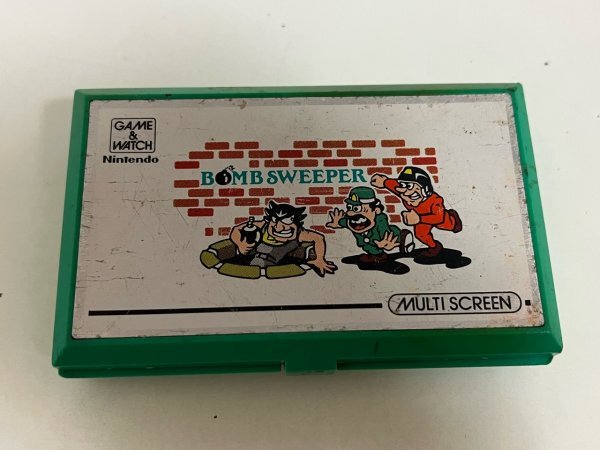 GAME
&
WATCH
Nintendo
BOMB SWEEPER
MULTI SCREEN